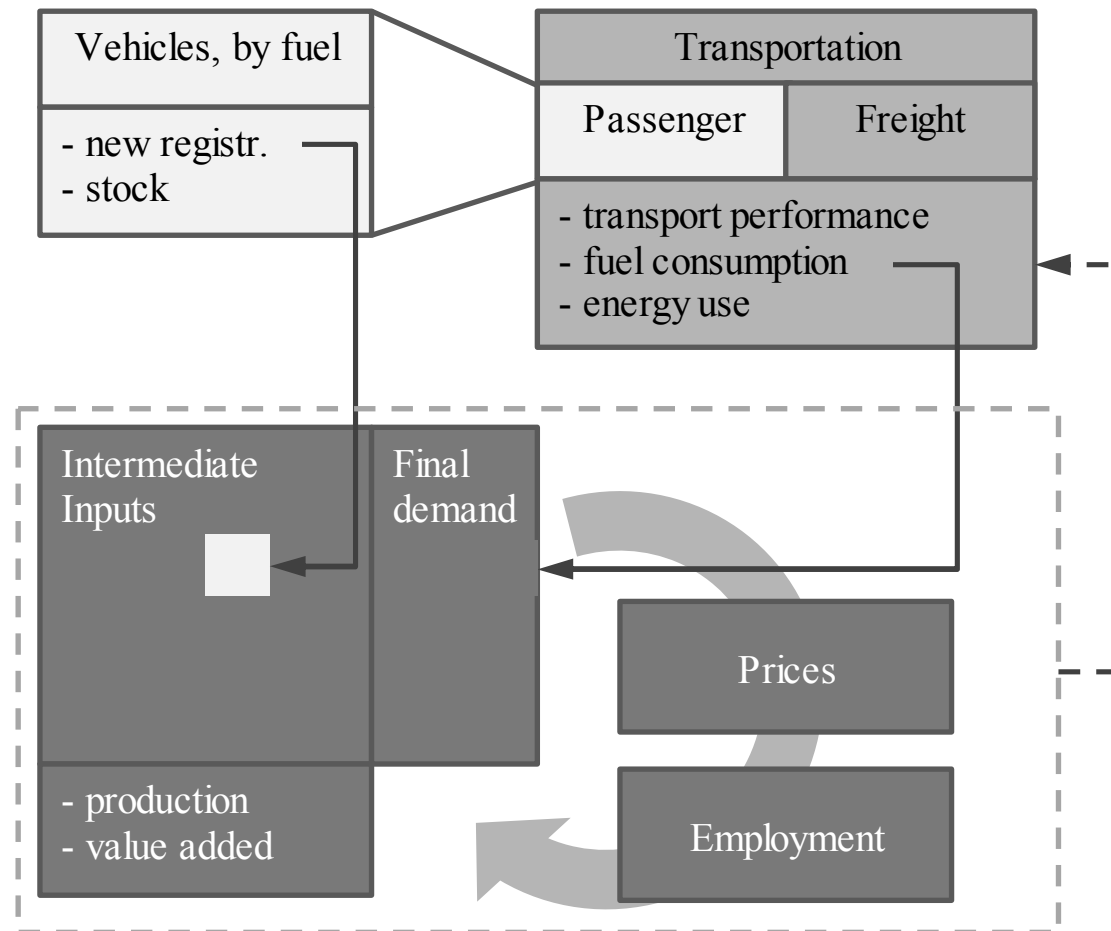 Vehicles, by fuel
- new registr.
- stock
Transportation
Passenger
Freight
- transport performance
- fuel consumption
- energy use
Intermediate
Inputs
Final
demand
- production
- value added
Prices
Employment